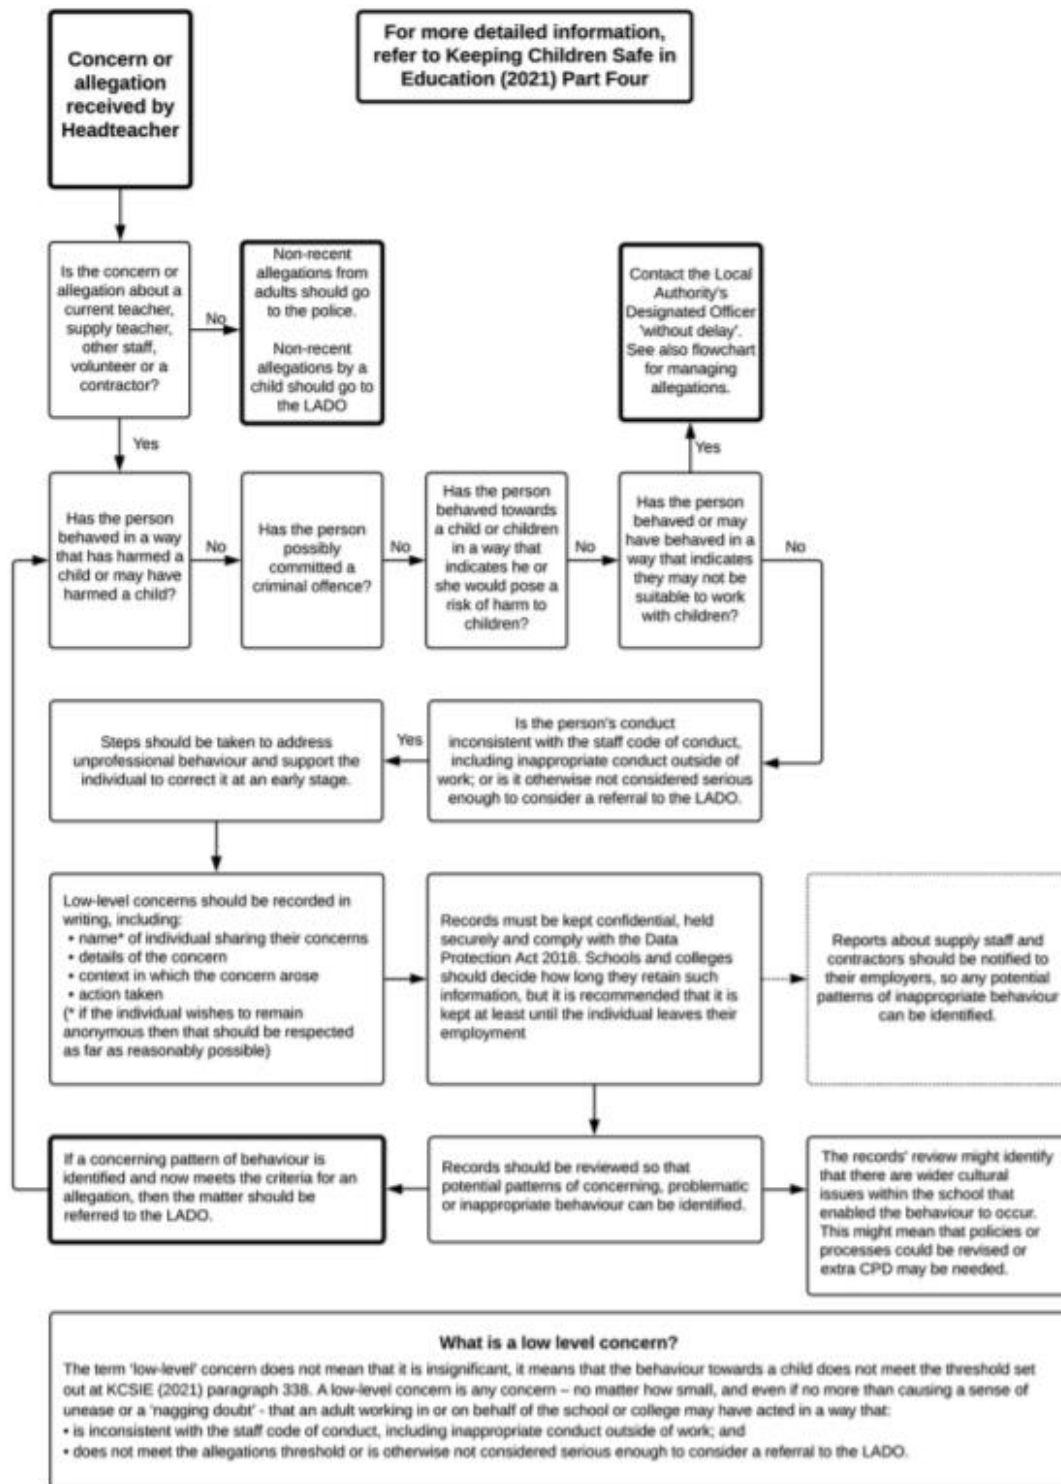 Concern or
allegation
received by
Headteacher
For more detailed information,
refer to Keeping Children Safe in
Education (2021) Part Four
Is the concern or
allegation about a
current teacher,
supply teacher,
other staff,
volunteer or a
contractor?
No
Non-recent
allegations from
adults should go
to the police.
Non-recent
allegations by a
child should go to
the LADO
Contact the Local
Authority's
Designated Officer
'without delay'.
See also flowchart
for managing
allegations.
Yes
Yes
Has the person
behaved in a way
that has harmed a
child or may have
harmed a child?
No
Has the person
possibly
committed a
criminal offence?
No
Has the person
behaved towards
a child or children
in a way that
indicates he or
she would pose a
risk of harm to
children?
No
Has the person
behaved or may
have behaved in a
way that indicates
they may not be
suitable to work
with children?
No
Steps should be taken to address
unprofessional behaviour and support the
individual to correct it at an early stage.
Yes
Is the person's conduct
inconsistent with the staff code of conduct,
including inappropriate conduct outside of
work; or is it otherwise not considered serious
enough to consider a referral to the LADO.
Low-level concerns should be recorded in
writing, including:
• name* of individual sharing their concerns
• details of the concern
• context in which the concern arose
• action taken
(* if the individual wishes to remain
anonymous then that should be respected
as far as reasonably possible)
Records must be kept confidential, held
securely and comply with the Data
Protection Act 2018. Schools and colleges
should decide how long they retain such
information, but it is recommended that it is
kept at least until the individual leaves their
employment
Reports about supply staff and
contractors should be notified to
their employers, so any potential
patterns of inappropriate behaviour
can be identified.
If a concerning pattern of behaviour is
identified and now meets the criteria for an
allegation, then the matter should be
referred to the LADO.
Records should be reviewed so that
potential patterns of concerning, problematic
or inappropriate behaviour can be identified.
The records' review might identify
that there are wider cultural
issues within the school that
enabled the behaviour to occur.
This might mean that policies or
processes could be revised or
extra CPD may be needed.
What is a low level concern?
The term 'low-level' concern does not mean that it is insignificant, it means that the behaviour towards a child does not meet the threshold set
out at KCSIE (2021) paragraph 338. A low-level concern is any concern – no matter how small, and even if no more than causing a sense of
unease or a 'nagging doubt' - that an adult working in or on behalf of the school or college may have acted in a way that:
• is inconsistent with the staff code of conduct, including inappropriate conduct outside of work; and
• does not meet the allegations threshold or is otherwise not considered serious enough to consider a referral to the LADO.